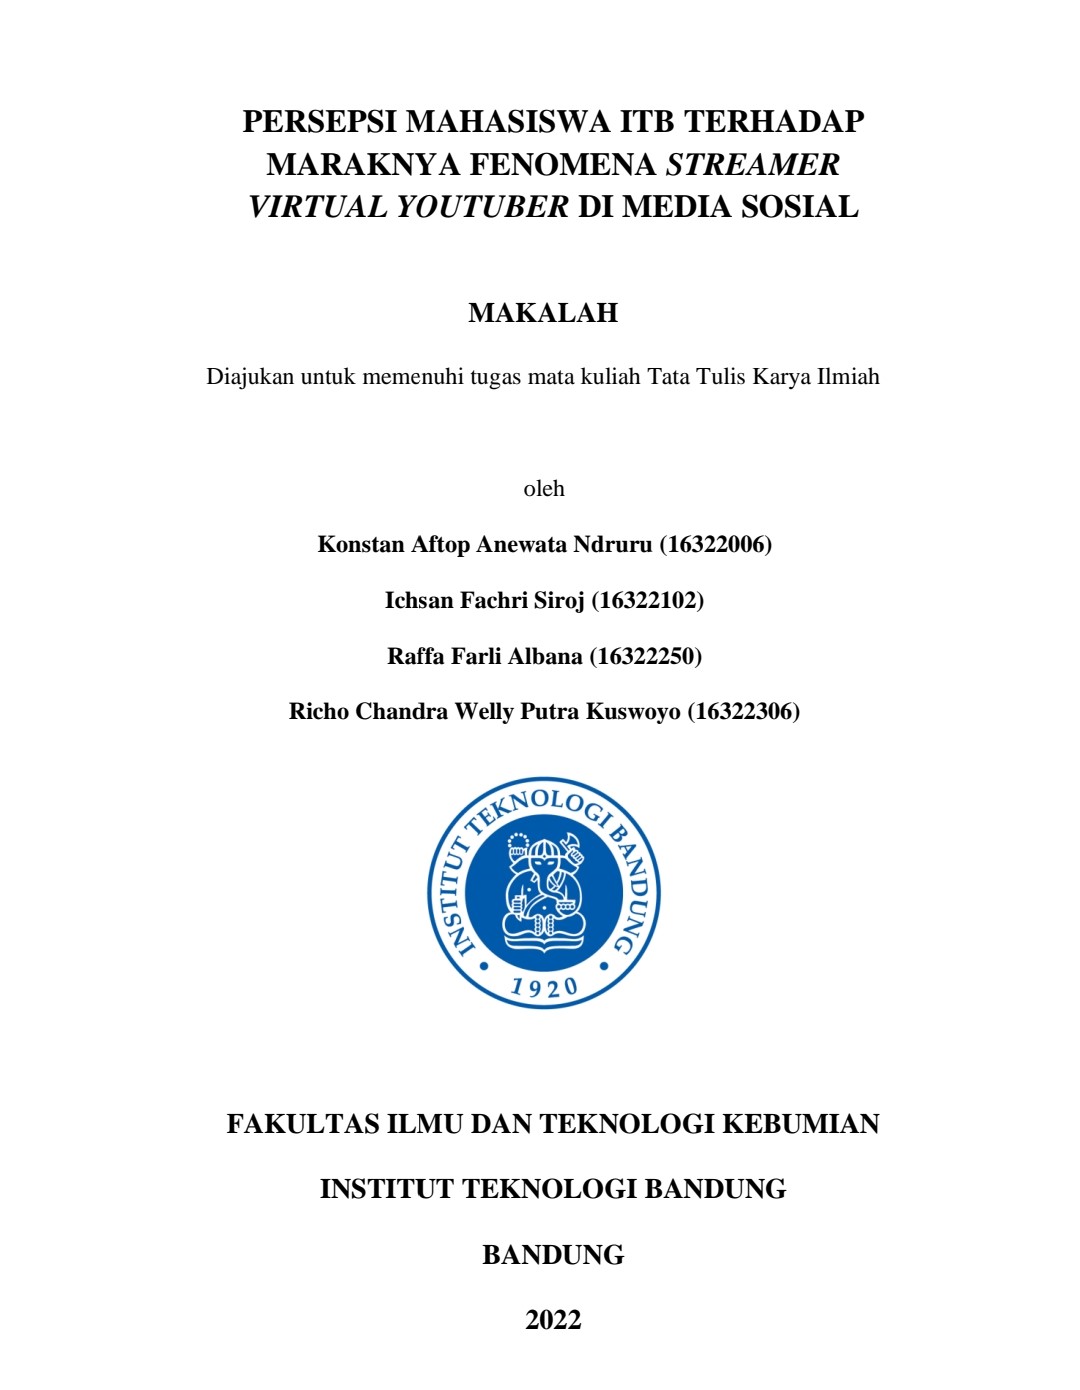 PERSEPSI MAHASISWA ITB TERHADAP
MARAKNYA FENOMENA STREAMER
VIRTUAL YOUTUBER DI MEDIA SOSIAL
MAKALAH
Diajukan untuk memenuhi tugas mata kuliah Tata Tulis Karya Ilmiah
oleh
Konstan Aftop Anewata Ndruru (16322006)
Ichsan Fachri Siroj (16322102)
Raffa Farli Albana (16322250)
Richo Chandra Welly Putra Kuswoyo (16322306)
INSTITUT TEKNOLOGI BANDUNG
1920
FAKULTAS ILMU DAN TEKNOLOGI KEBUMIAN
INSTITUT TEKNOLOGI BANDUNG
BANDUNG
2022